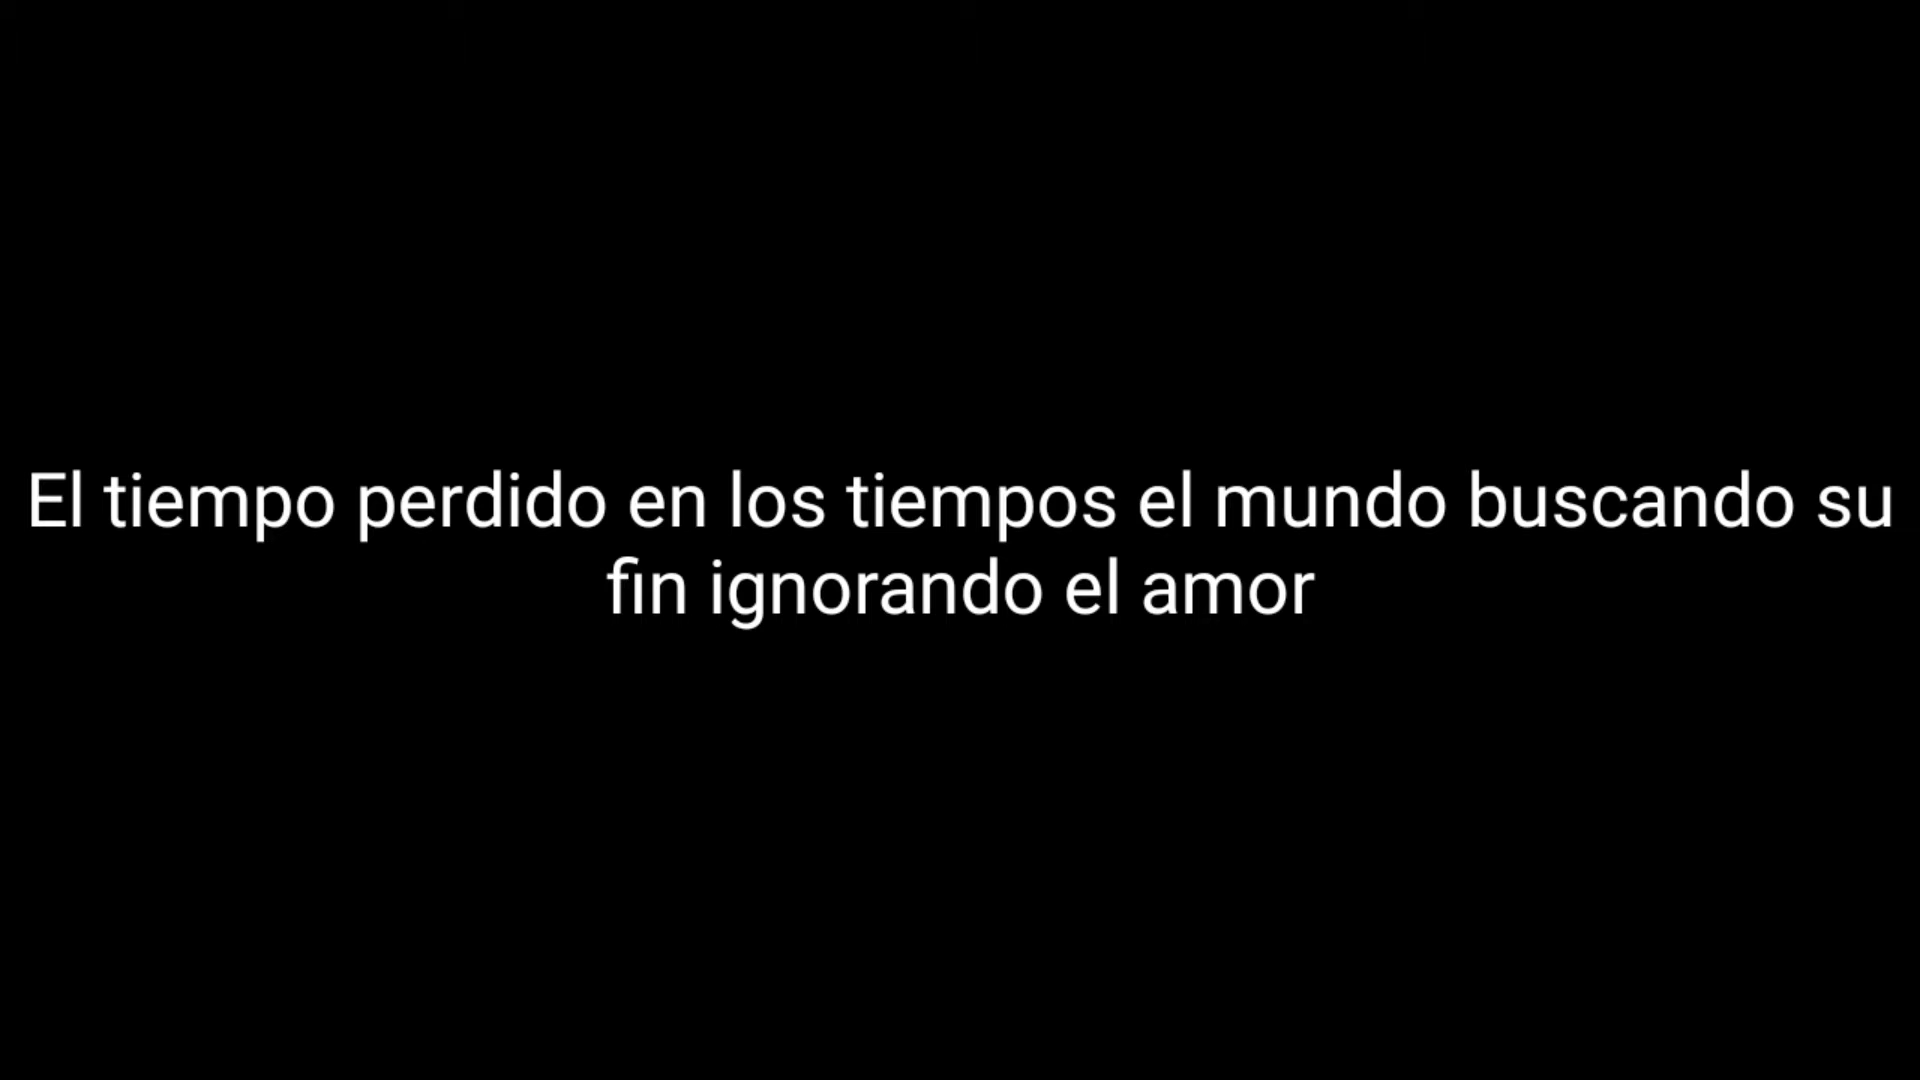 El tiempo perdido en los tiempos el mundo buscando su
fin ignorando el amor